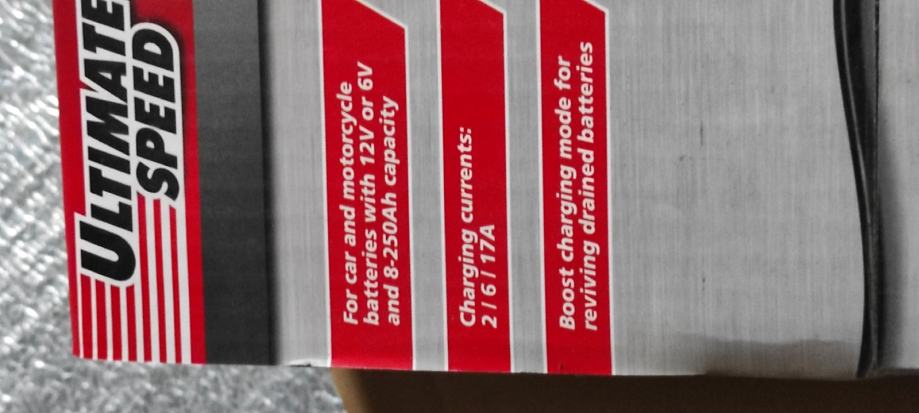 ULTIMATE
SPEED
For car and motorcycle
batteries with 12V or 6V
and 8-250Ah capacity
Charging currents:
2 / 6 / 17A
Boost charging mode for
reviving drained batteries